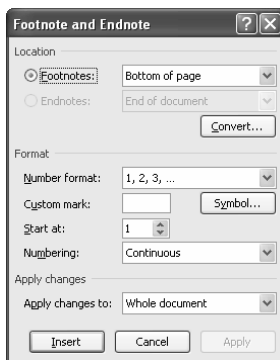 Footnote and Endnote
Location
Footnotes: Bottom of page
Endnotes: End of document
Convert...
Format
Number format: 1, 2, 3, ...
Custom mark: Symbol...
Start at: 1
Numbering: Continuous
Apply changes
Apply changes to: Whole document
Insert Cancel Apply